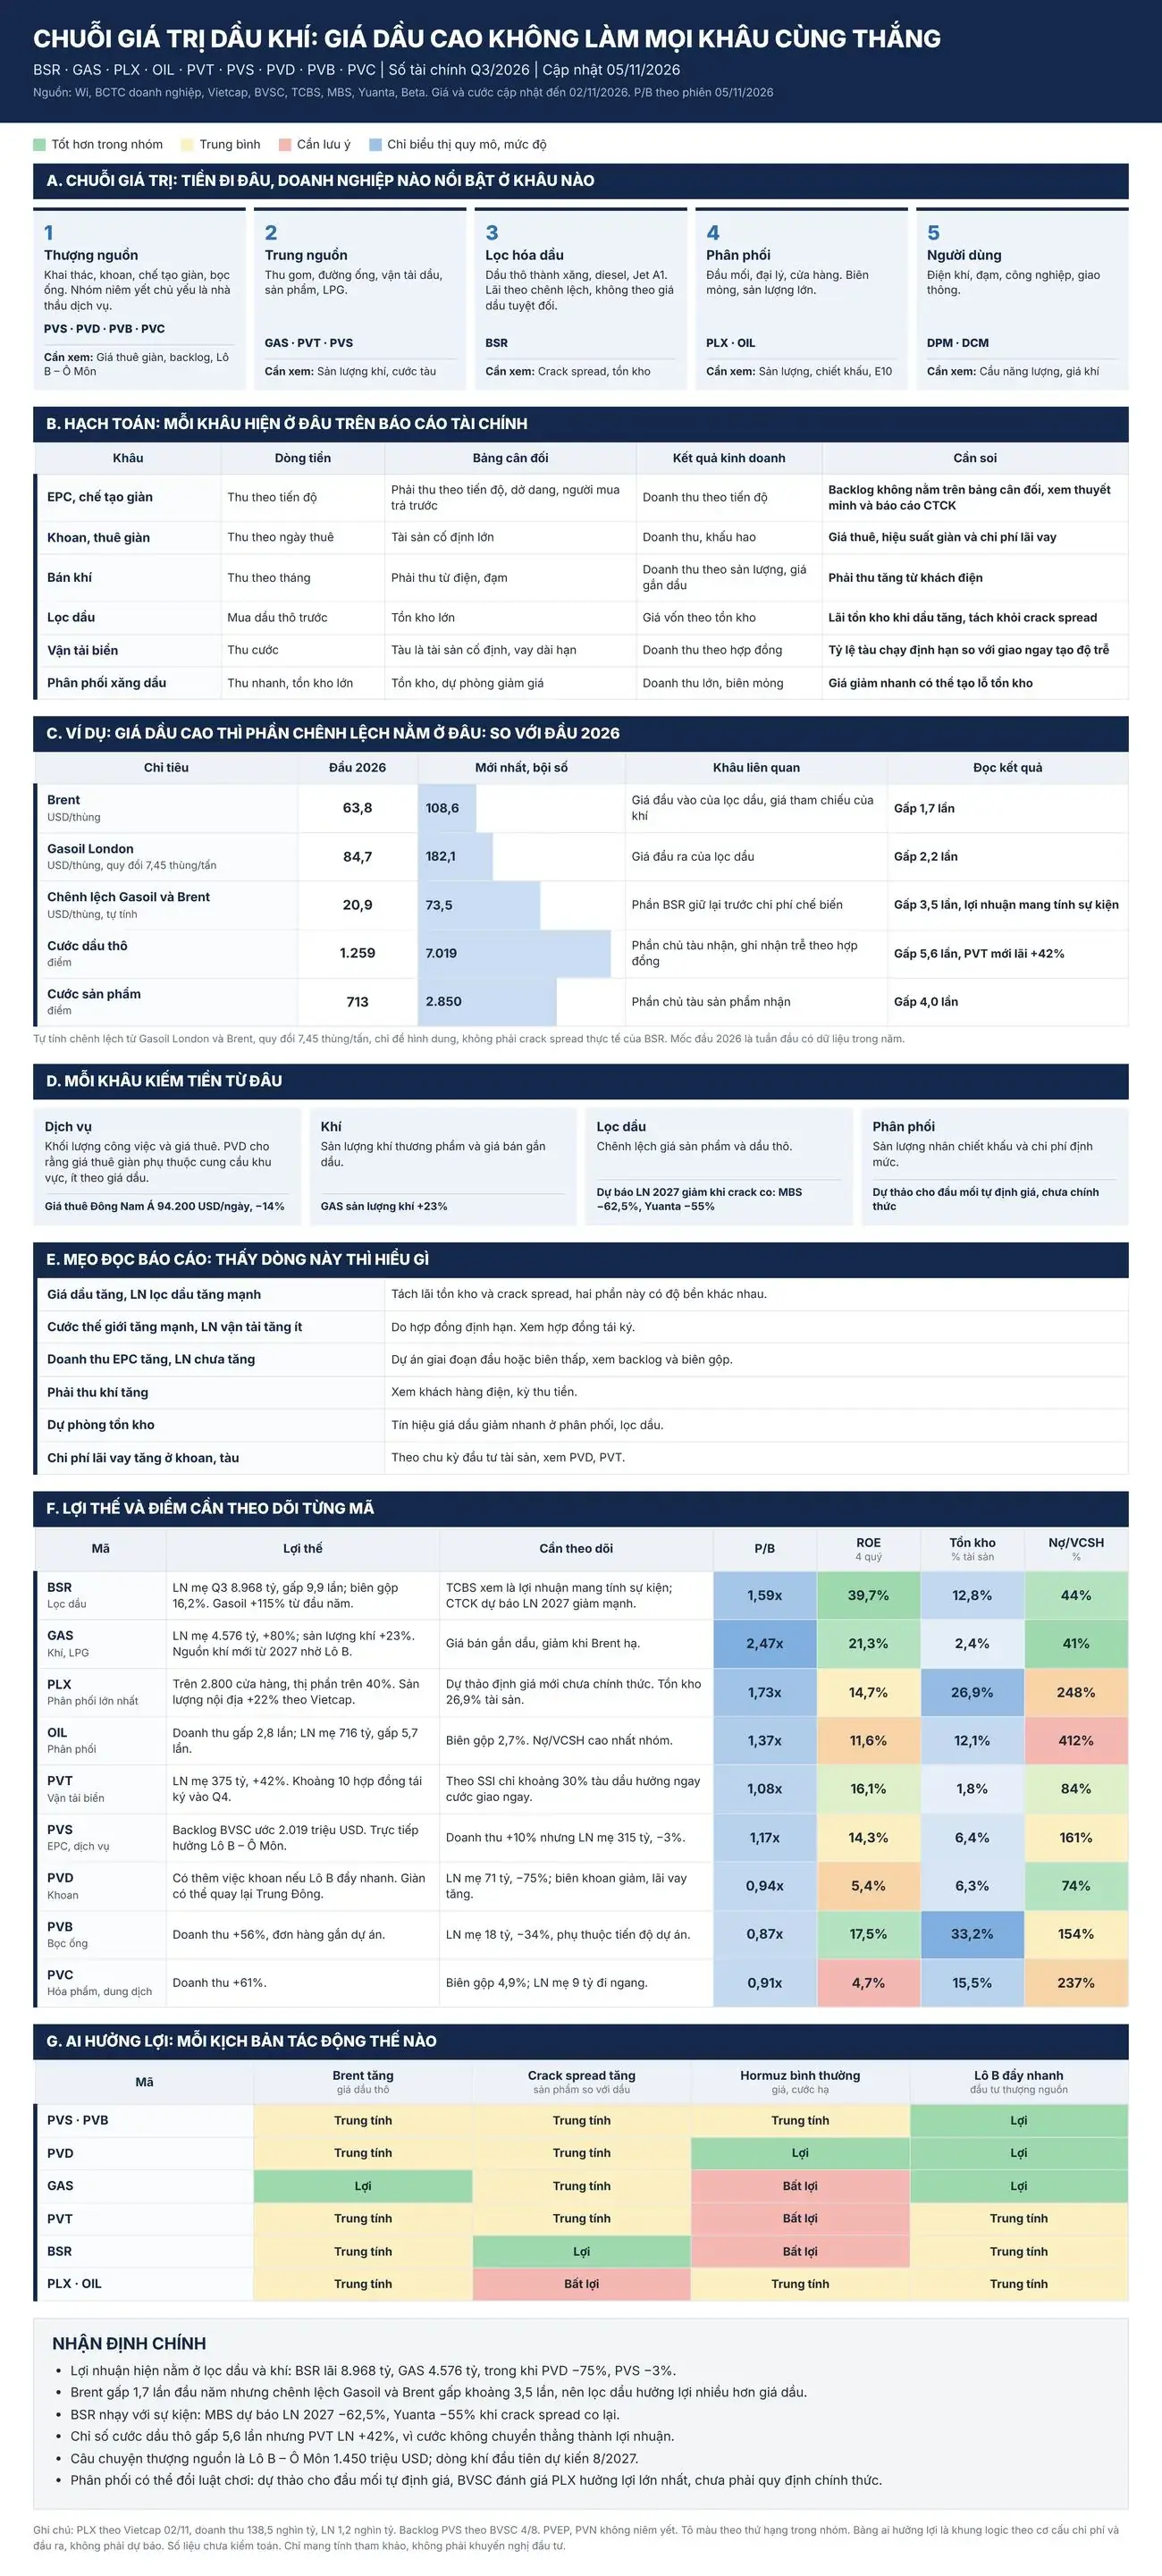 CHUỖI GIÁ TRỊ DẦU KHÍ: GIÁ DẦU CAO KHÔNG LÀM MỌI KHÂU CÙNG THẮNG
BSR · GAS · PLX · OIL · PVT · PVS · PVD · PVB · PVC | Số tài chính Q3/2026 | Cập nhật 05/11/2026
Nguồn: Wi, BCTC doanh nghiệp, Vietcap, BVSC, TCBS, MBS, Yuanta, Beta. Giá và cước cập nhật đến 02/11/2026. P/B theo phiên 05/11/2026
Tốt hơn trong nhóm
Trung bình
Cần lưu ý
Chỉ biểu thị quy mô, mức độ
A. CHUỖI GIÁ TRỊ: TIỀN ĐI ĐÂU, DOANH NGHIỆP NÀO NỔI BẬT Ở KHÂU NÀO
1
Thượng nguồn
Khai thác, khoan, chế tạo giàn, bọc
ống. Nhóm niêm yết chủ yếu là nhà
thầu dịch vụ.
PVS · PVD · PVB · PVC
Cần xem: Giá thuê giàn, backlog, Lô
B – Ô Môn
2
Trung nguồn
Thu gom, đường ống, vận tải dầu,
sản phẩm, LPG.
GAS · PVT · PVS
Cần xem: Sản lượng khí, cước tàu
3
Lọc hóa dầu
Dầu thô thành xăng, diesel, Jet A1.
Lãi theo chênh lệch, không theo giá
dầu tuyệt đối.
BSR
Cần xem: Crack spread, tồn kho
4
Phân phối
Đầu mối, đại lý, cửa hàng. Biên
mỏng, sản lượng lớn.
PLX · OIL
Cần xem: Sản lượng, chiết khấu, E10
5
Người dùng
Điện khí, đạm, công nghiệp, giao
thông.
DPM · DCM
Cần xem: Cầu năng lượng, giá khí
B. HẠCH TOÁN: MỖI KHÂU HIỆN Ở ĐÂU TRÊN BÁO CÁO TÀI CHÍNH
Khâu Dòng tiền Bảng cân đối Kết quả kinh doanh Cần soi
EPC, chế tạo giàn
Thu theo tiến độ
Phải thu theo tiến độ, dở dang, người mua
trả trước
Doanh thu theo tiến độ
Backlog không nằm trên bảng cân đối, xem thuyết
minh và báo cáo CTCK
Khoan, thuê giàn Thu theo ngày thuê Tài sản cố định lớn Doanh thu, khấu hao Giá thuê, hiệu suất giàn và chi phí lãi vay
Bán khí
Thu theo tháng
Phải thu từ điện, đạm
Doanh thu theo sản lượng, giá
gắn dầu
Phải thu tăng từ khách điện
Lọc dầu Mua dầu thô trước Tồn kho lớn Giá vốn theo tồn kho Lãi tồn kho khi dầu tăng, tách khỏi crack spread
Vận tải biển Thu cước Tàu là tài sản cố định, vay dài hạn Doanh thu theo hợp đồng Tỷ lệ tàu chạy định hạn so với giao ngay tạo độ trễ
Phân phối xăng dầu Thu nhanh, tồn kho lớn Tồn kho, dự phòng giảm giá Doanh thu lớn, biên mỏng Giá giảm nhanh có thể tạo lỗ tồn kho
C. VÍ DỤ: GIÁ DẦU CAO THÌ PHẦN CHÊNH LỆCH NẰM Ở ĐÂU: SO VỚI ĐẦU 2026
Chỉ tiêu Đầu 2026 Mới nhất, bội số Khâu liên quan Đọc kết quả
Brent
USD/thùng
63,8
108,6
Giá đầu vào của lọc dầu, giá tham chiếu của
khí
Gấp 1,7 lần
Gasoil London
USD/thùng, quy đổi 7,45 thùng/tấn
84,7
182,1
Giá đầu ra của lọc dầu
Gấp 2,2 lần
Chênh lệch Gasoil và Brent
USD/thùng, tự tính
20,9
73,5
Phần BSR giữ lại trước chi phí chế biến
Gấp 3,5 lần, lợi nhuận mang tính sự kiện
Cước dầu thô
điểm
1.259
7.019
Phần chủ tàu nhận, ghi nhận trễ theo hợp
đồng
Gấp 5,6 lần, PVT mới lãi +42%
Cước sản phẩm
điểm
713
2.850
Phần chủ tàu sản phẩm nhận
Gấp 4,0 lần
Tự tính chênh lệch từ Gasoil London và Brent, quy đổi 7,45 thùng/tấn, chỉ để hình dung, không phải crack spread thực tế của BSR. Mốc đầu 2026 là tuần đầu có dữ liệu trong năm.
D. MỖI KHÂU KIẾM TIỀN TỪ ĐÂU
Dịch vụ
Khối lượng công việc và giá thuê. PVD cho
rằng giá thuê giàn phụ thuộc cung cầu khu
vực, ít theo giá dầu.
Giá thuê Đông Nam Á 94.200 USD/ngày, −14%
Khí
Sản lượng khí thương phẩm và giá bán gắn
dầu.
GAS sản lượng khí +23%
Lọc dầu
Chênh lệch giá sản phẩm và dầu thô.
Dự báo LN 2027 giảm khi crack co: MBS
−62,5%, Yuanta −55%
Phân phối
Sản lượng nhân chiết khấu và chi phí định
mức.
Dự thảo cho đầu mối tự định giá, chưa chính
thức
E. MẸO ĐỌC BÁO CÁO: THẤY DÒNG NÀY THÌ HIỂU GÌ
Giá dầu tăng, LN lọc dầu tăng mạnh Tách lãi tồn kho và crack spread, hai phần này có độ bền khác nhau.
Cước thế giới tăng mạnh, LN vận tải tăng ít Do hợp đồng định hạn. Xem hợp đồng tái ký.
Doanh thu EPC tăng, LN chưa tăng Dự án giai đoạn đầu hoặc biên thấp, xem backlog và biên gộp.
Phải thu khí tăng Xem khách hàng điện, kỳ thu tiền.
Dự phòng tồn kho Tín hiệu giá dầu giảm nhanh ở phân phối, lọc dầu.
Chi phí lãi vay tăng ở khoan, tàu Theo chu kỳ đầu tư tài sản, xem PVD, PVT.
F. LỢI THẾ VÀ ĐIỂM CẦN THEO DÕI TỪNG MÃ
Mã Lợi thế Cần theo dõi P/B ROE Tồn kho Nợ/VCSH
4 quý % tài sản %
BSR
Lọc dầu
LN mẹ Q3 8.968 tỷ, gấp 9,9 lần; biên gộp
16,2%. Gasoil +115% từ đầu năm.
TCBS xem là lợi nhuận mang tính sự kiện;
CTCK dự báo LN 2027 giảm mạnh.
1,59x 39,7% 12,8% 44%
GAS
Khí, LPG
LN mẹ 4.576 tỷ, +80%; sản lượng khí +23%.
Nguồn khí mới từ 2027 nhờ Lô B.
Giá bán gắn dầu, giảm khi Brent hạ.
2,47x 21,3% 2,4% 41%
PLX
Phân phối lớn nhất
Trên 2.800 cửa hàng, thị phần trên 40%. Sản
lượng nội địa +22% theo Vietcap.
Dự thảo định giá mới chưa chính thức. Tồn kho
26,9% tài sản.
1,73x 14,7% 26,9% 248%
OIL
Phân phối
Doanh thu gấp 2,8 lần; LN mẹ 716 tỷ, gấp 5,7
lần.
Biên gộp 2,7%. Nợ/VCSH cao nhất nhóm.
1,37x 11,6% 12,1% 412%
PVT
Vận tải biển
LN mẹ 375 tỷ, +42%. Khoảng 10 hợp đồng tái
ký vào Q4.
Theo SSI chỉ khoảng 30% tàu dầu hưởng ngay
cước giao ngay.
1,08x 16,1% 1,8% 84%
PVS
EPC, dịch vụ
Backlog BVSC ước 2.019 triệu USD. Trực tiếp
hưởng Lô B – Ô Môn.
Doanh thu +10% nhưng LN mẹ 315 tỷ, −3%.
1,17x 14,3% 6,4% 161%
PVD
Khoan
Có thêm việc khoan nếu Lô B đẩy nhanh. Giàn
có thể quay lại Trung Đông.
LN mẹ 71 tỷ, −75%; biên khoan giảm, lãi vay
tăng.
0,94x 5,4% 6,3% 74%
PVB
Bọc ống
Doanh thu +56%, đơn hàng gắn dự án.
LN mẹ 18 tỷ, −34%, phụ thuộc tiến độ dự án.
0,87x 17,5% 33,2% 154%
PVC
Hóa phẩm, dung dịch
Doanh thu +61%.
Biên gộp 4,9%; LN mẹ 9 tỷ đi ngang.
0,91x 4,7% 15,5% 237%
G. AI HƯỞNG LỢI: MỖI KỊCH BẢN TÁC ĐỘNG THẾ NÀO
Mã Brent tăng Crack spread tăng Hormuz bình thường Lô B đẩy nhanh
giá dầu thô sản phẩm so với dầu giá, cước hạ đầu tư thượng nguồn
PVS · PVB Trung tính Trung tính Trung tính Lợi
PVD Trung tính Trung tính Lợi Lợi
GAS Lợi Trung tính Bất lợi Lợi
PVT Trung tính Trung tính Bất lợi Trung tính
BSR Trung tính Lợi Bất lợi Trung tính
PLX · OIL Trung tính Bất lợi Trung tính Trung tính
NHẬN ĐỊNH CHÍNH
• Lợi nhuận hiện nằm ở lọc dầu và khí: BSR lãi 8.968 tỷ, GAS 4.576 tỷ, trong khi PVD −75%, PVS −3%.
• Brent gấp 1,7 lần đầu năm nhưng chênh lệch Gasoil và Brent gấp khoảng 3,5 lần, nên lọc dầu hưởng lợi nhiều hơn giá dầu.
• BSR nhạy với sự kiện: MBS dự báo LN 2027 −62,5%, Yuanta −55% khi crack spread co lại.
• Chỉ số cước dầu thô gấp 5,6 lần nhưng PVT LN +42%, vì cước không chuyển thẳng thành lợi nhuận.
• Câu chuyện thượng nguồn là Lô B – Ô Môn 1.450 triệu USD; dòng khí đầu tiên dự kiến 8/2027.
• Phân phối có thể đổi luật chơi: dự thảo cho đầu mối tự định giá, BVSC đánh giá PLX hưởng lợi lớn nhất, chưa phải quy định chính thức.
Ghi chú: PLX theo Vietcap 02/11, doanh thu 138,5 nghìn tỷ, LN 1,2 nghìn tỷ. Backlog PVS theo BVSC 4/8. PVEP, PVN không niêm yết. Tô màu theo thứ hạng trong nhóm. Bảng ai hưởng lợi là khung logic theo cơ cấu chi phí và
đầu ra, không phải dự báo. Số liệu chưa kiểm toán. Chỉ mang tính tham khảo, không phải khuyến nghị đầu tư.